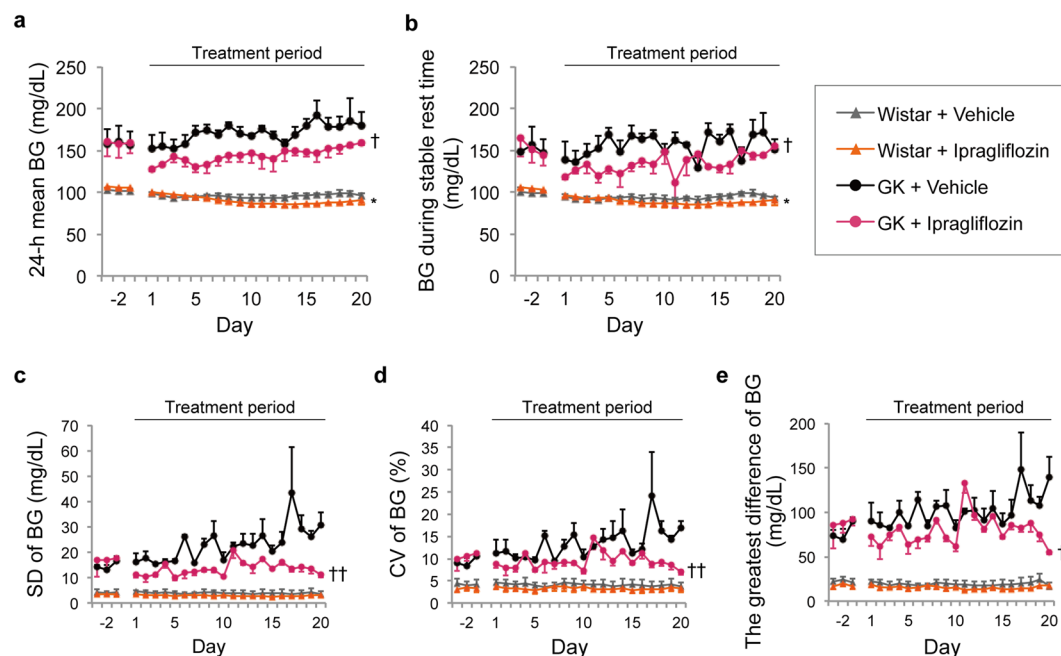 a
Treatment period
24-h mean BG (mg/dL)
250
200
150
100
50
0
†
*
-2 1 5 10 15 20
Day
b
Treatment period
BG during stable rest time
(mg/dL)
250
200
150
100
50
0
†
*
-2 1 5 10 15 20
Day
Wistar + Vehicle
Wistar + Ipragliflozin
GK + Vehicle
GK + Ipragliflozin
c
Treatment period
SD of BG (mg/dL)
70
60
50
40
30
20
10
0
††
-2 1 5 10 15 20
Day
d
Treatment period
CV of BG (%)
40
35
30
25
20
15
10
5
0
††
-2 1 5 10 15 20
Day
e
Treatment period
The greatest difference of BG
(mg/dL)
200
150
100
50
0
-2 1 5 10 15 20
Day